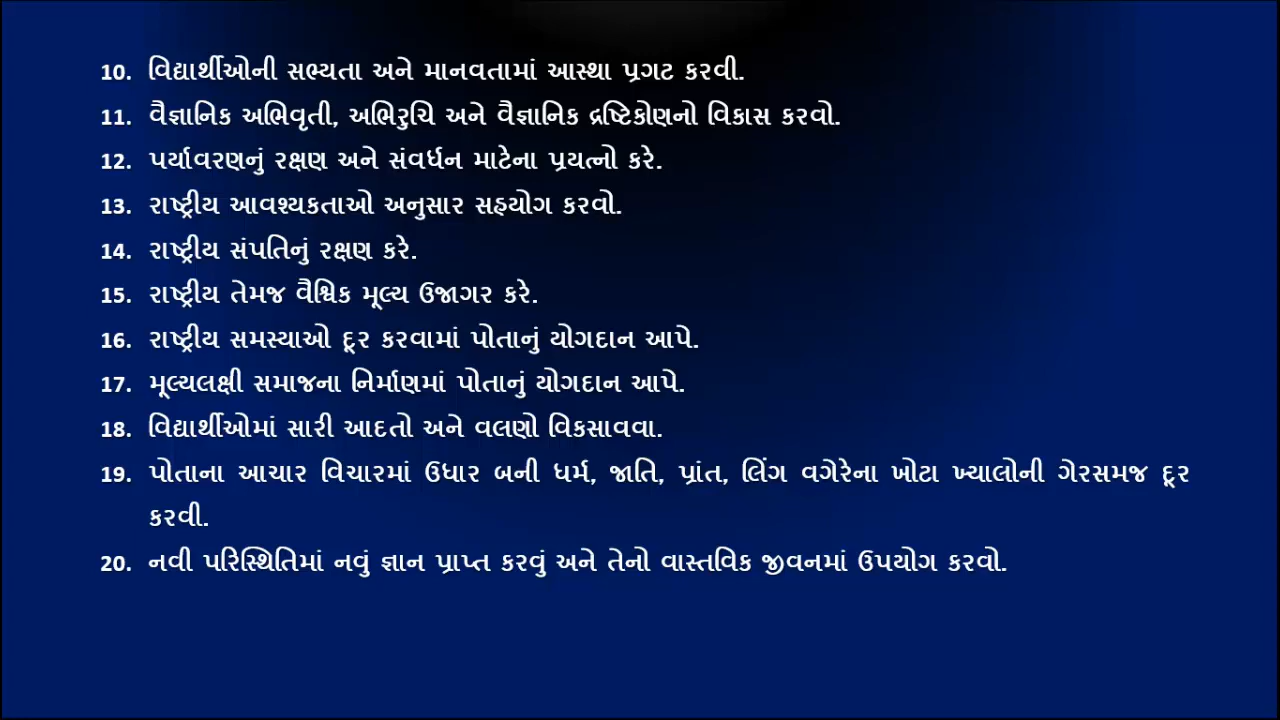 10. વિદ્યાર્થીઓની સભ્યતા અને માનવતામાં આસ્થા પ્રગટ કરવી.
11. વૈજ્ઞાનિક અભિવૃતી, અભિરુચિ અને વૈજ્ઞાનિક દ્રષ્ટિકોણનો વિકાસ કરવો.
12. પર્યાવરણનું રક્ષણ અને સંવર્ધન માટેના પ્રયત્નો કરે.
13. રાષ્ટ્રીય આવશ્યકતાઓ અનુસાર સહયોગ કરવો.
14. રાષ્ટ્રીય સંપતિનું રક્ષણ કરે.
15. રાષ્ટ્રીય તેમજ વૈશ્વિક મૂલ્ય ઉજાગર કરે.
16. રાષ્ટ્રીય સમસ્યાઓ દૂર કરવામાં પોતાનું યોગદાન આપે.
17. મૂલ્યલક્ષી સમાજના નિર્માણમાં પોતાનું યોગદાન આપે.
18. વિદ્યાર્થીઓમાં સારી આદતો અને વલણો વિકસાવવા.
19. પોતાના આચાર વિચારમાં ઉધાર બની ધર્મ, જાતિ, પ્રાંત, લિંગ વગેરેના ખોટા ખ્યાલોની ગેરસમજ દૂર
કરવી.
20. નવી પરિસ્થિતિમાં નવું જ્ઞાન પ્રાપ્ત કરવું અને તેનો વાસ્તવિક જીવનમાં ઉપયોગ કરવો.